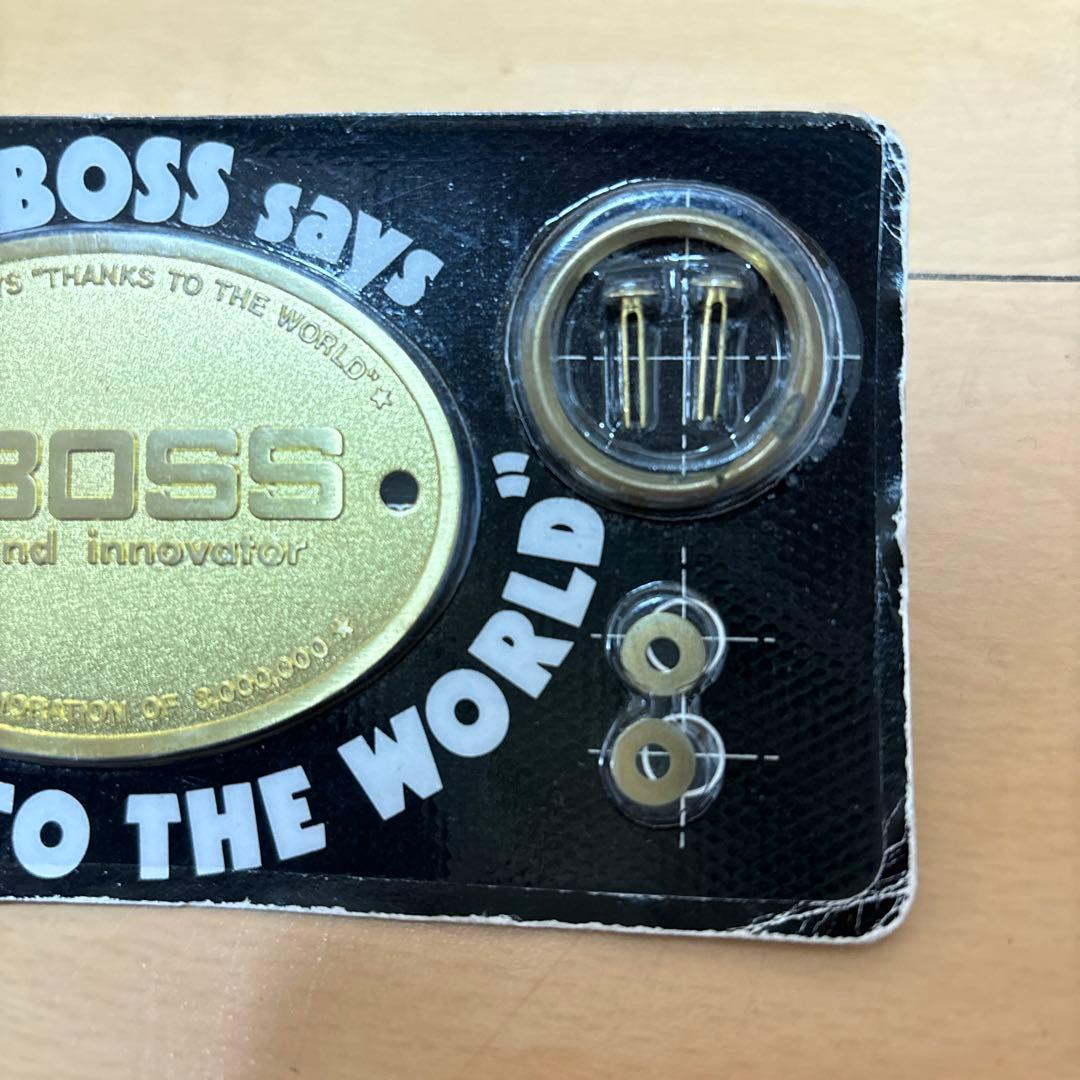 BOSS says
"THANKS TO THE WORLD" ☆
BOSS
innovator
OF 3,000,000 ☆
TO THE WORLD"